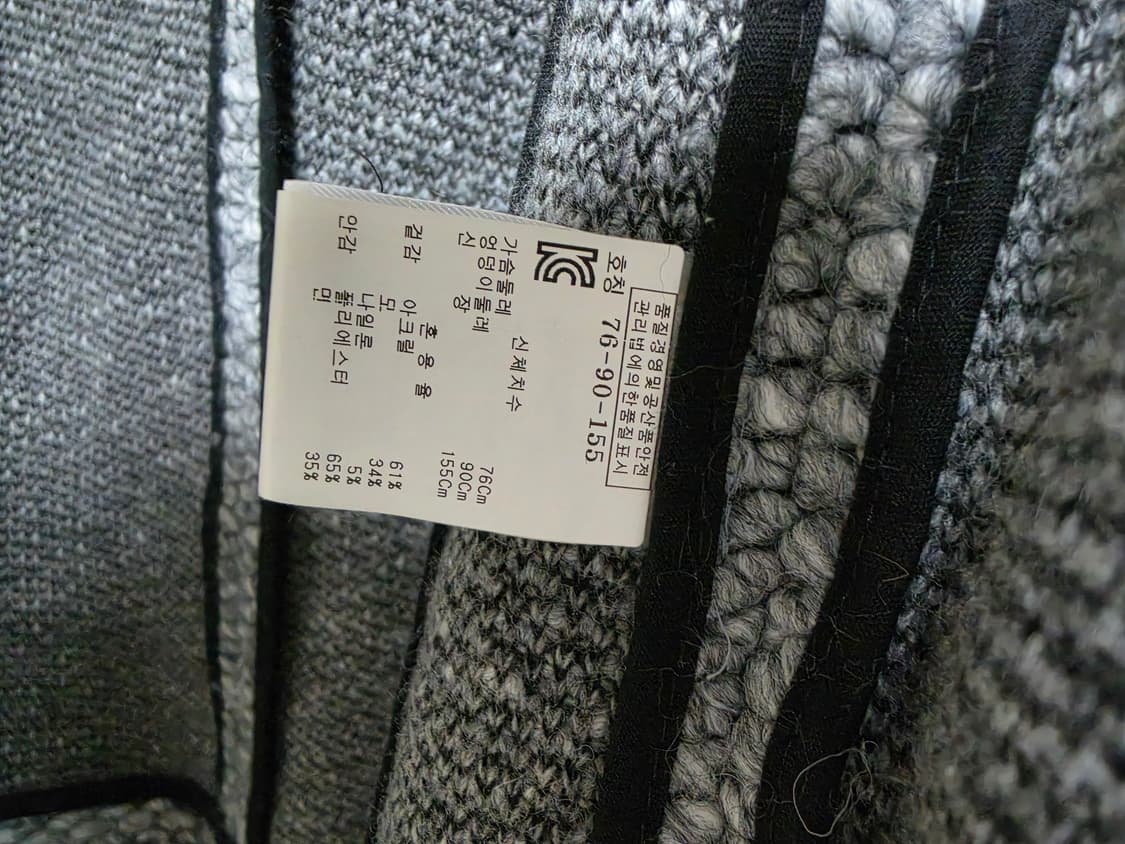 품질경영및공산품안전
관리법에의한품질표시
호칭 76-90-155
신체치수
가슴둘레 76Cm
엉덩이둘레 90Cm
신 장 155Cm
혼 용 율
겉감 아크릴 61%
모 34%
나일론 5%
안감 폴리에스터 65%
면 35%